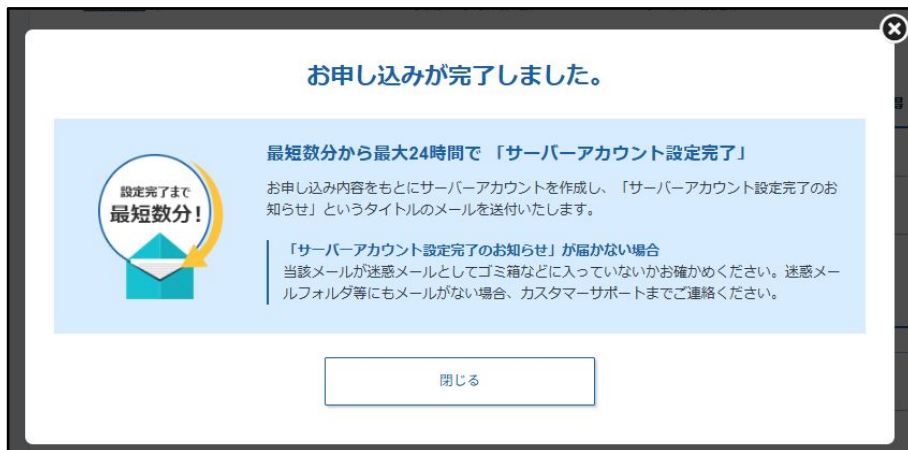 お申し込みが完了しました。
設定完了まで
最短数分!
最短数分から最大24時間で 「サーバーアカウント設定完了」
お申し込み内容をもとにサーバーアカウントを作成し、「サーバーアカウント設定完了のお
知らせ」というタイトルのメールを送付いたします。
「サーバーアカウント設定完了のお知らせ」が届かない場合
当該メールが迷惑メールとしてゴミ箱などに入っていないかお確かめください。迷惑メー
ルフォルダ等にもメールがない場合、カスタマーサポートまでご連絡ください。
閉じる